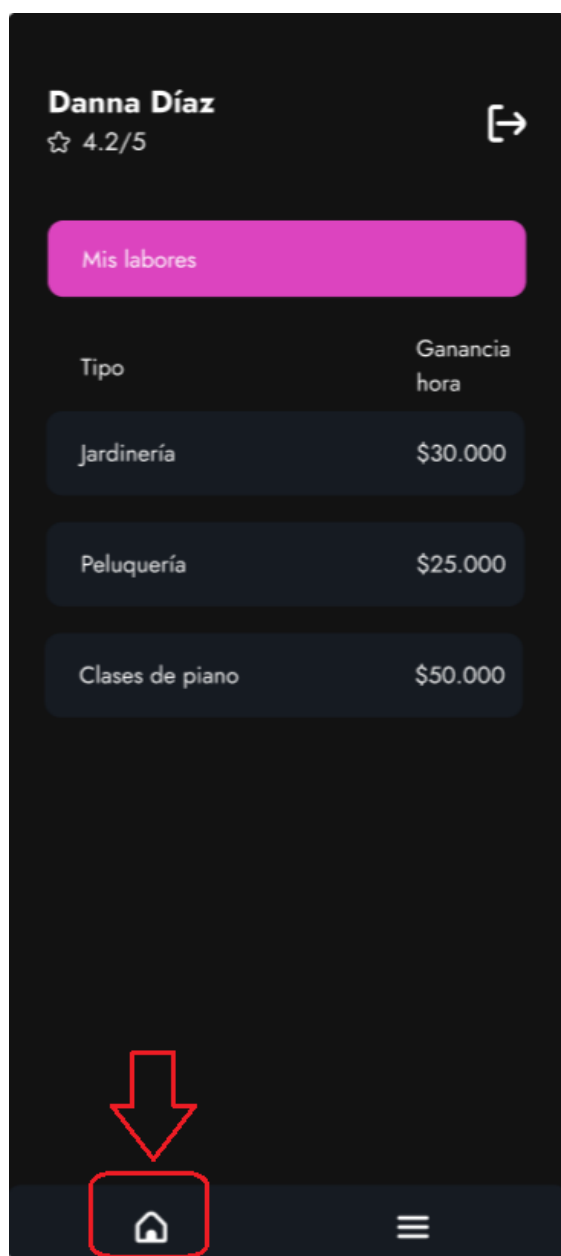 Danna Díaz
4.2/5
Mis labores
Tipo
Ganancia
hora
Jardinería
$30.000
Peluquería
$25.000
Clases de piano
$50.000